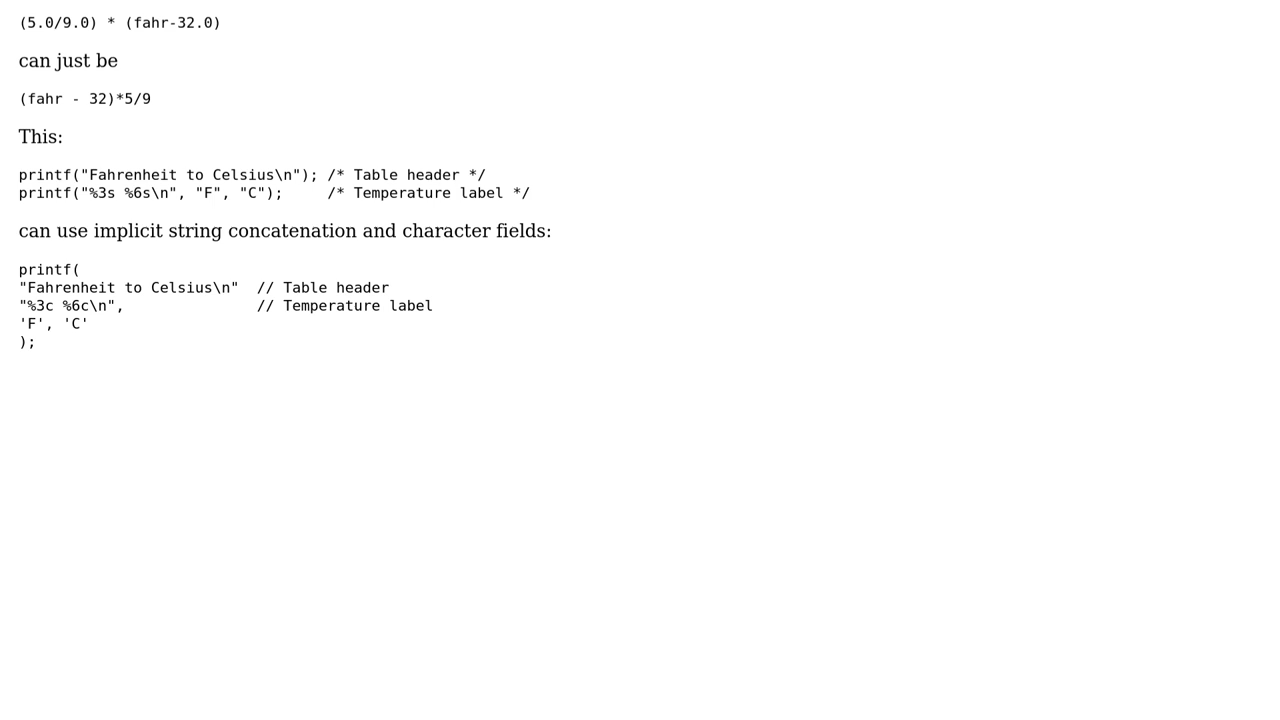 (5.0/9.0) * (fahr-32.0)
can just be
(fahr - 32)*5/9
This:
printf("Fahrenheit to Celsius\n"); /* Table header */
printf("%3s %6s\n", "F", "C");     /* Temperature label */
can use implicit string concatenation and character fields:
printf(
"Fahrenheit to Celsius\n"  // Table header
"%3c %6c\n",               // Temperature label
'F', 'C'
);